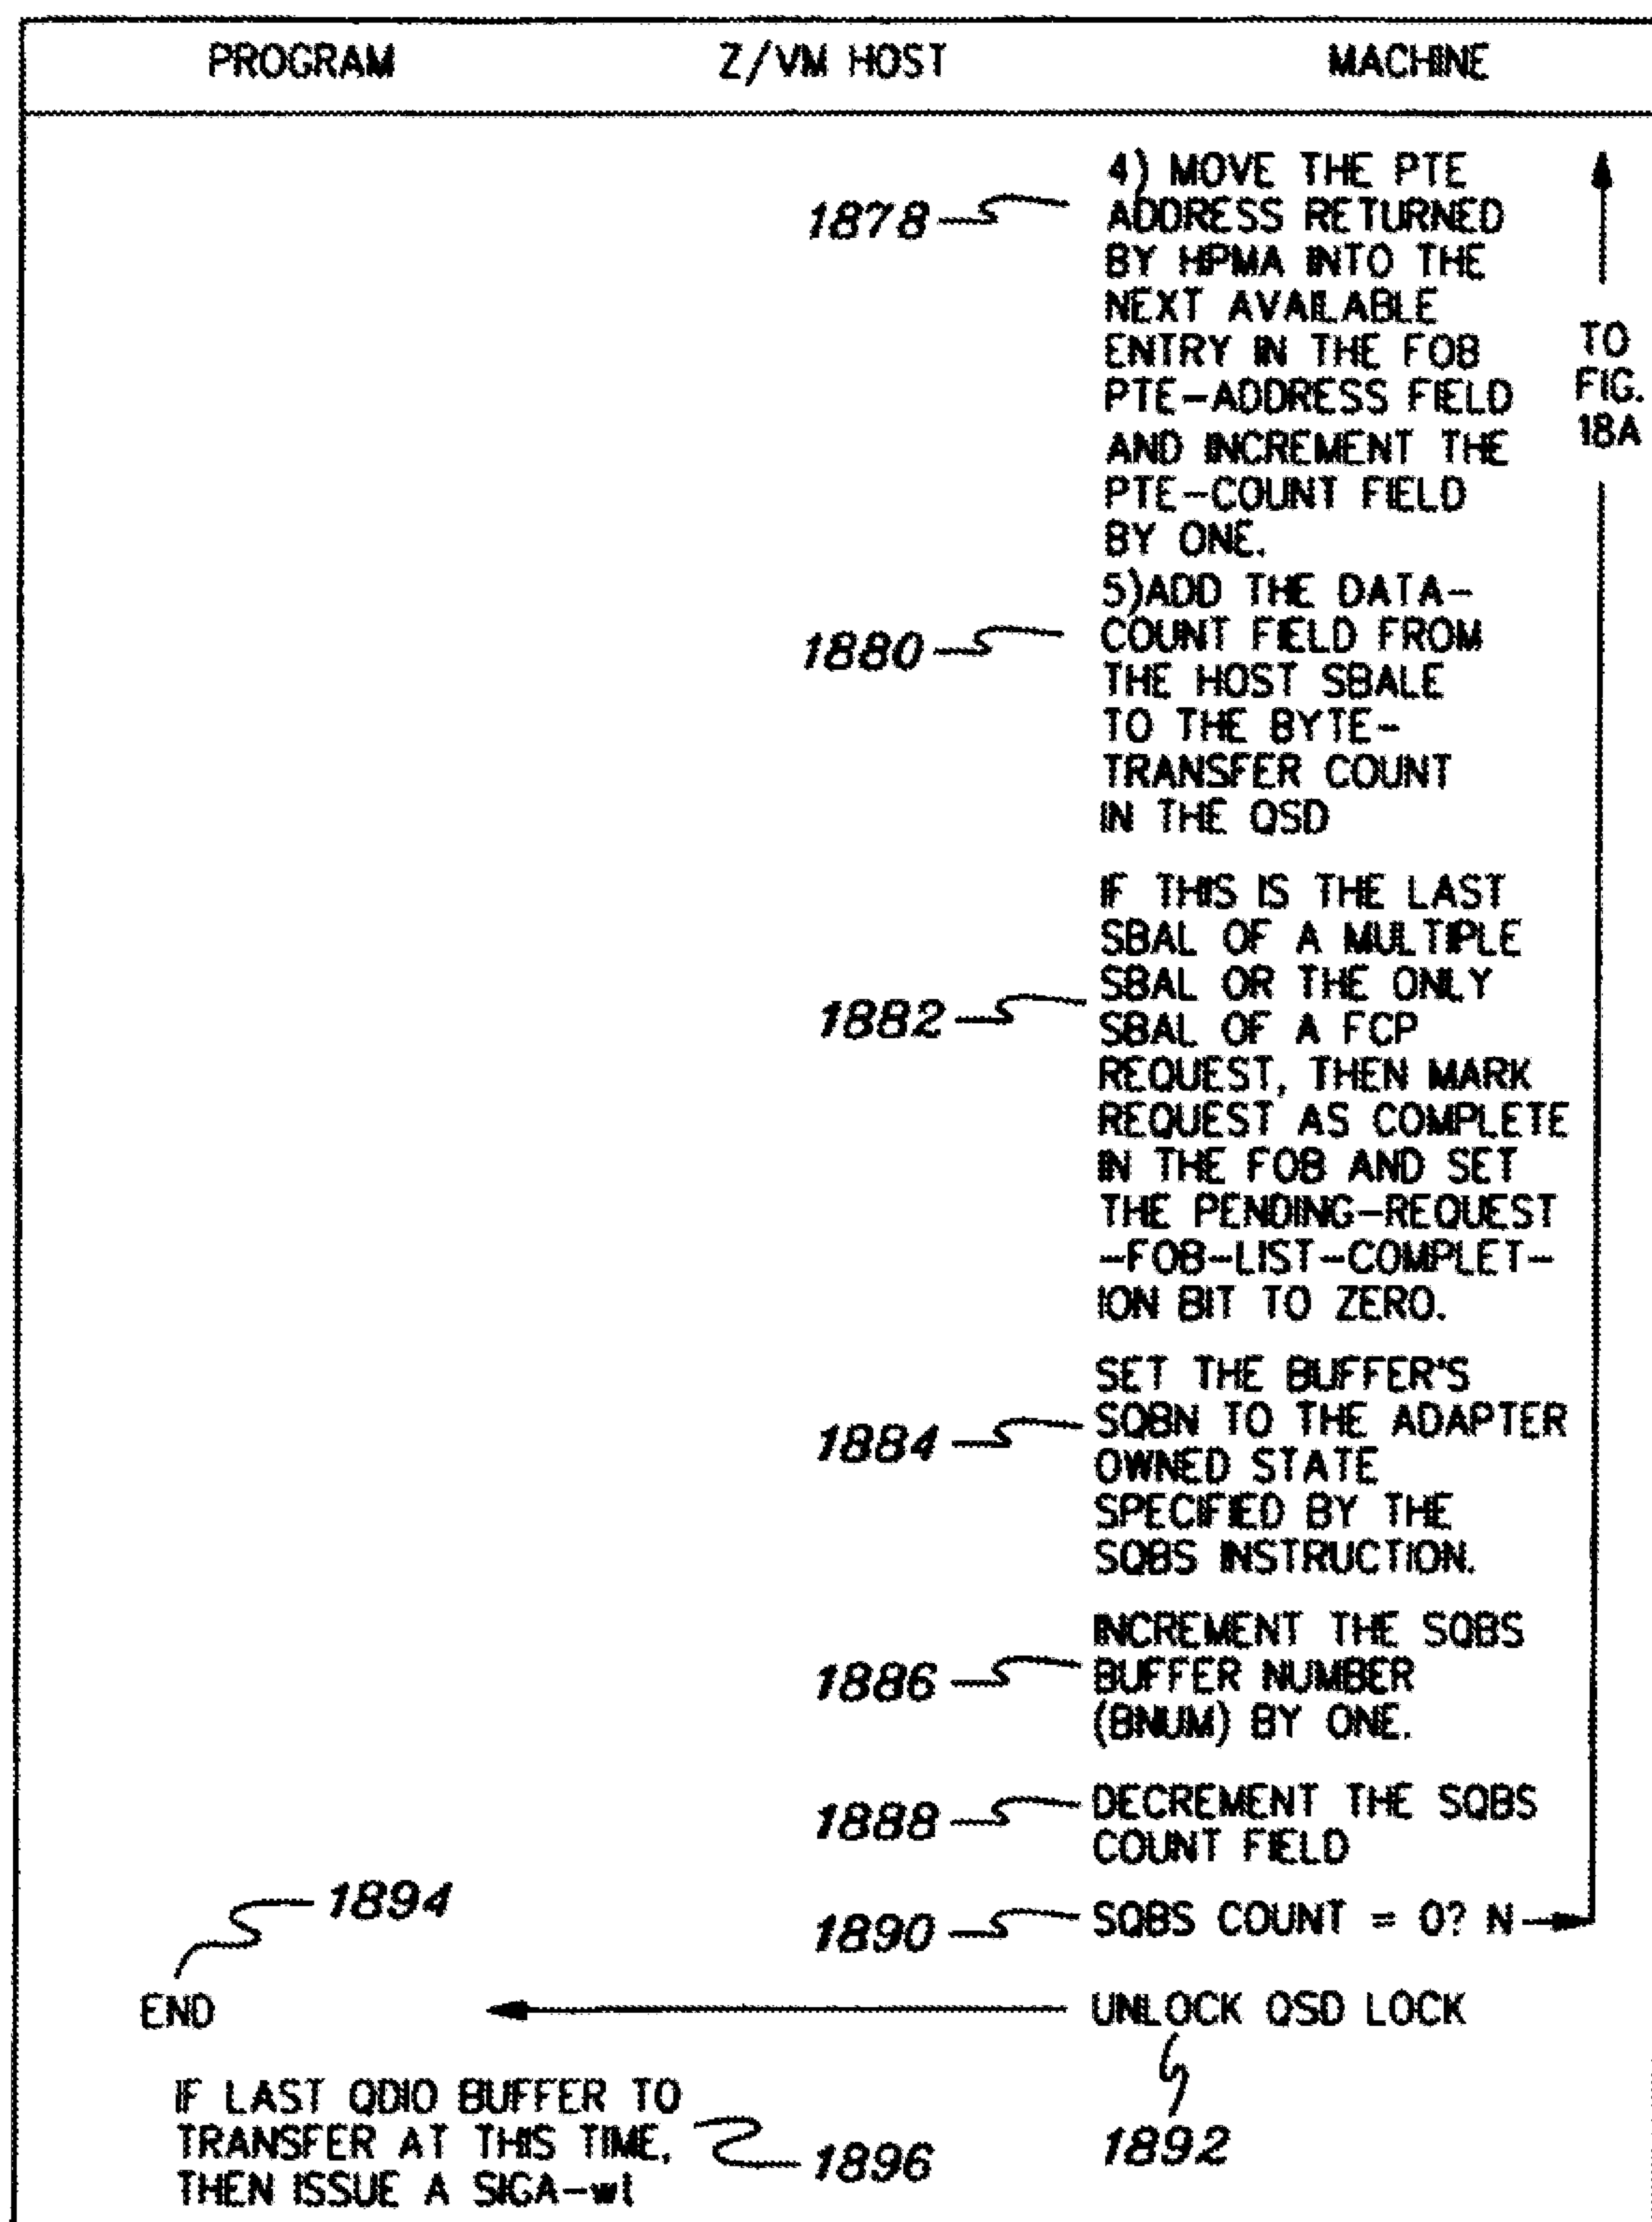 PROGRAM Z/VM HOST MACHINE
4) MOVE THE PTE
1878 ADDRESS RETURNED
BY HPMA INTO THE
NEXT AVAILABLE
ENTRY IN THE FOB
PTE-ADDRESS FIELD
AND INCREMENT THE
PTE-COUNT FIELD
BY ONE.
TO
FIG.
18A
5)ADD THE DATA-
1880 COUNT FIELD FROM
THE HOST SBALE
TO THE BYTE-
TRANSFER COUNT
IN THE QSD
IF THIS IS THE LAST
SBAL OF A MULTIPLE
1882 SBAL OR THE ONLY
SBAL OF A FCP
REQUEST, THEN MARK
REQUEST AS COMPLETE
IN THE FOB AND SET
THE PENDING-REQUEST
-FOB-LIST-COMPLET-
ION BIT TO ZERO.
SET THE BUFFER'S
1884 SQBN TO THE ADAPTER
OWNED STATE
SPECIFIED BY THE
SQBS INSTRUCTION.
INCREMENT THE SQBS
1886 BUFFER NUMBER
(BNUM) BY ONE.
1888 DECREMENT THE SQBS
COUNT FIELD
1894
1890 SQBS COUNT = 0? N
END UNLOCK QSD LOCK
1892
IF LAST QDIO BUFFER TO
TRANSFER AT THIS TIME,
1896
THEN ISSUE A SIGA-wt